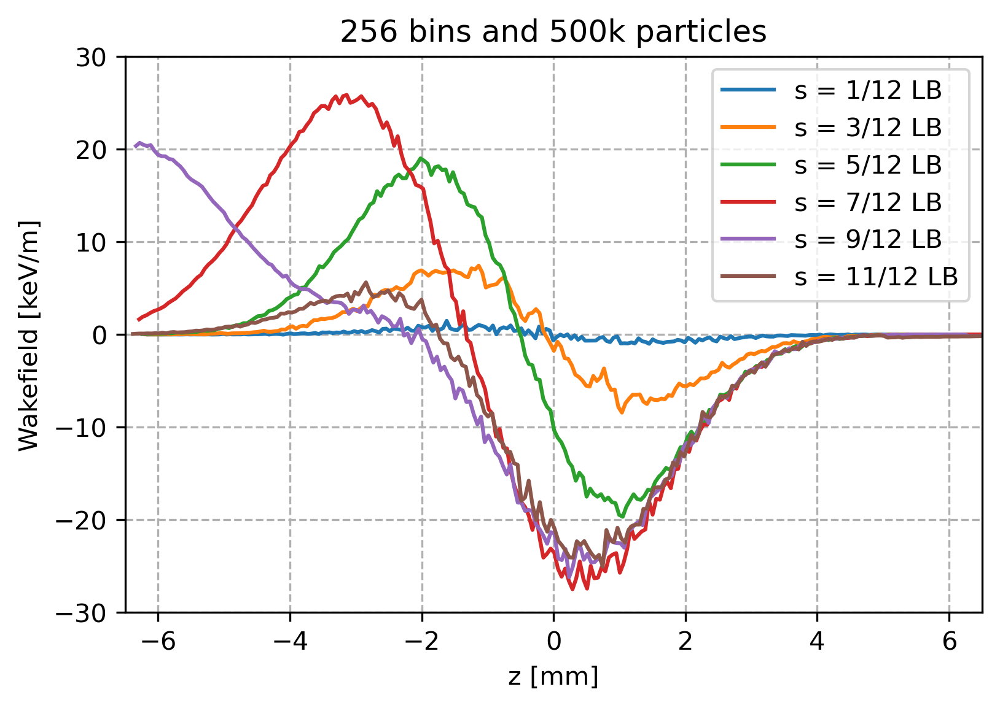 256 bins and 500k particles
Wakefield [keV/m]
30
20
10
0
−10
−20
−30
s = 1/12 LB
s = 3/12 LB
s = 5/12 LB
s = 7/12 LB
s = 9/12 LB
s = 11/12 LB
−6 −4 −2 0 2 4 6
z [mm]